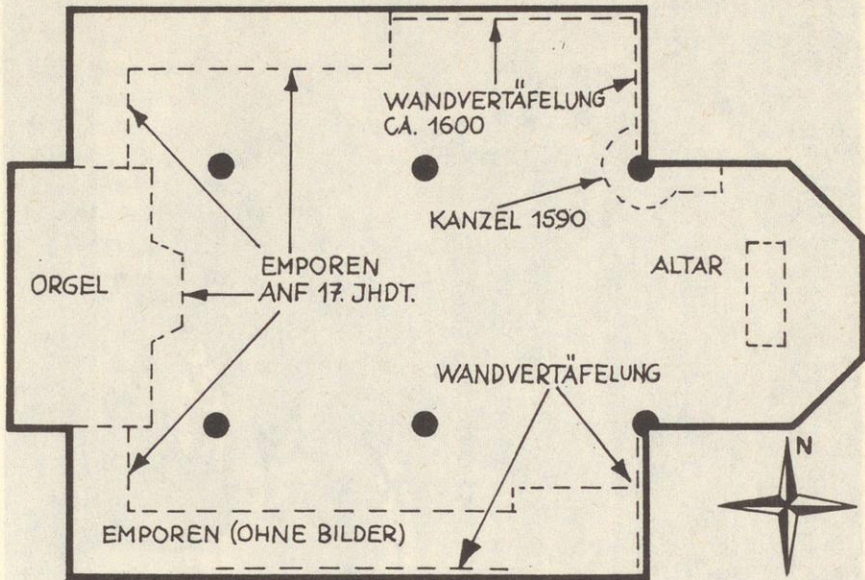 WANDVERTÄFELUNG
CA. 1600
KANZEL 1590
ORGEL
EMPOREN
ANF 17. JHDT.
ALTAR
WANDVERTÄFELUNG
N
EMPOREN (OHNE BILDER)